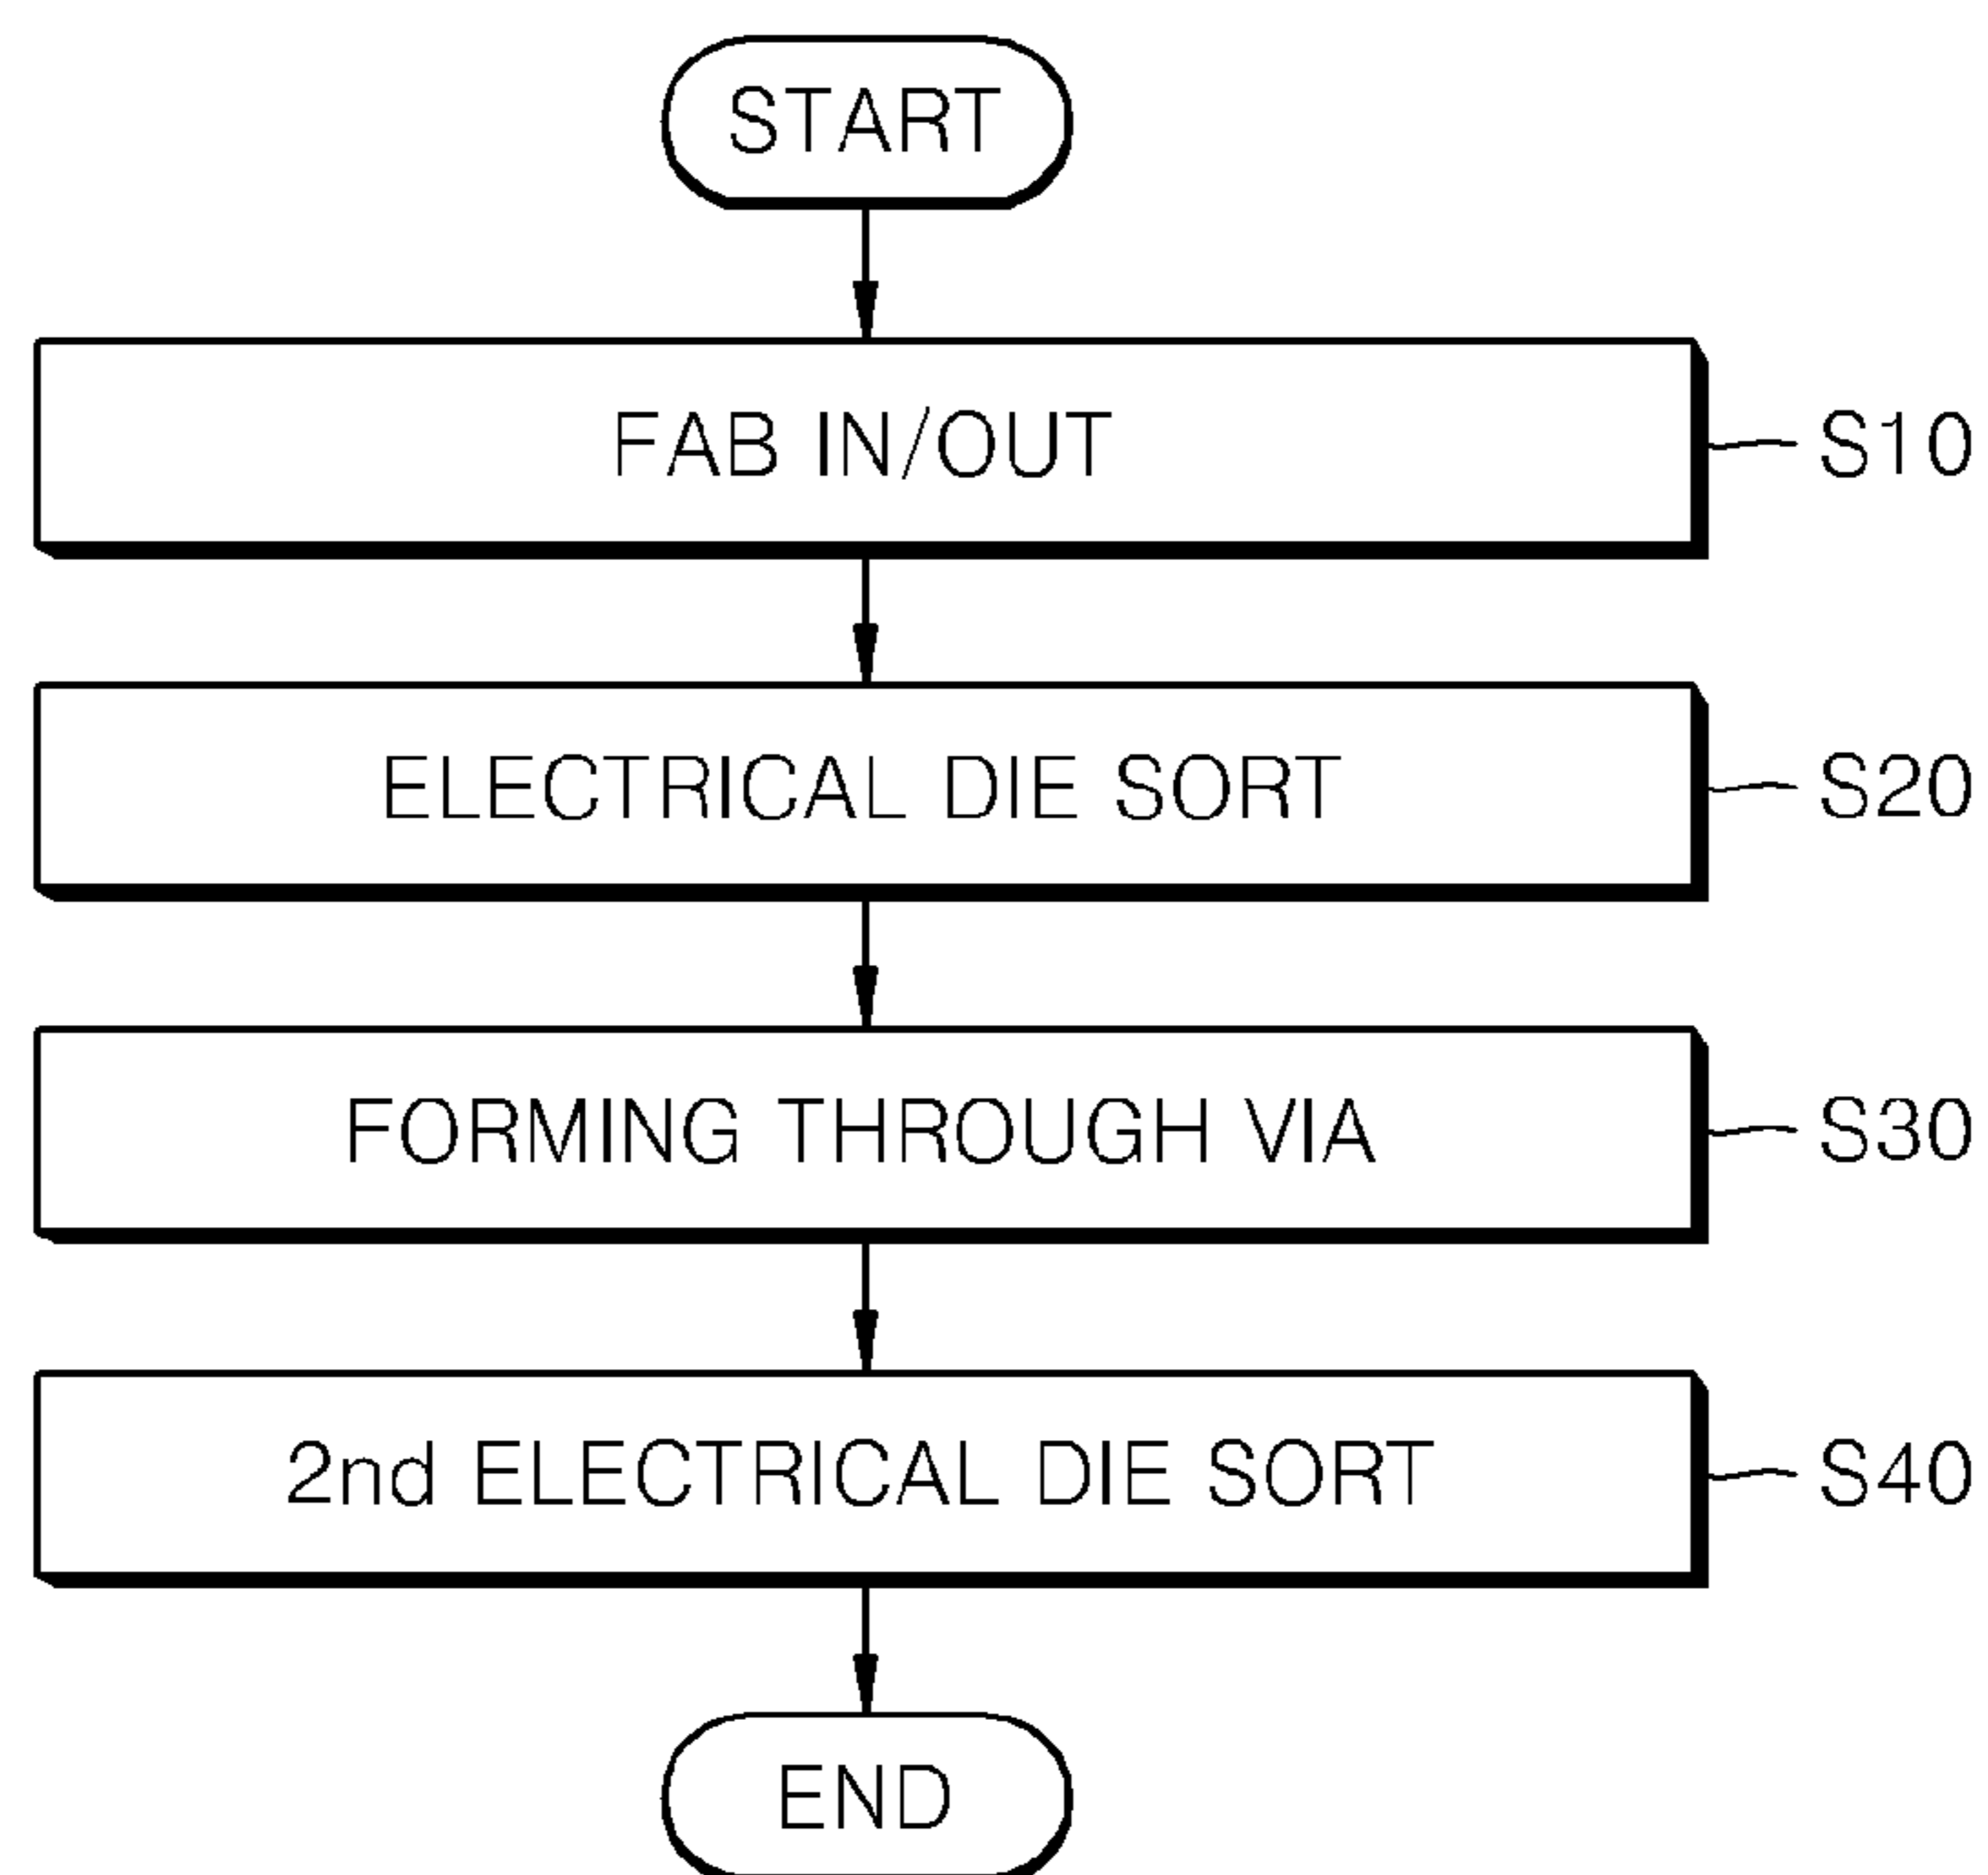 START
FAB IN/OUT
S10
ELECTRICAL DIE SORT
S20
FORMING THROUGH VIA
S30
2nd ELECTRICAL DIE SORT
S40
END